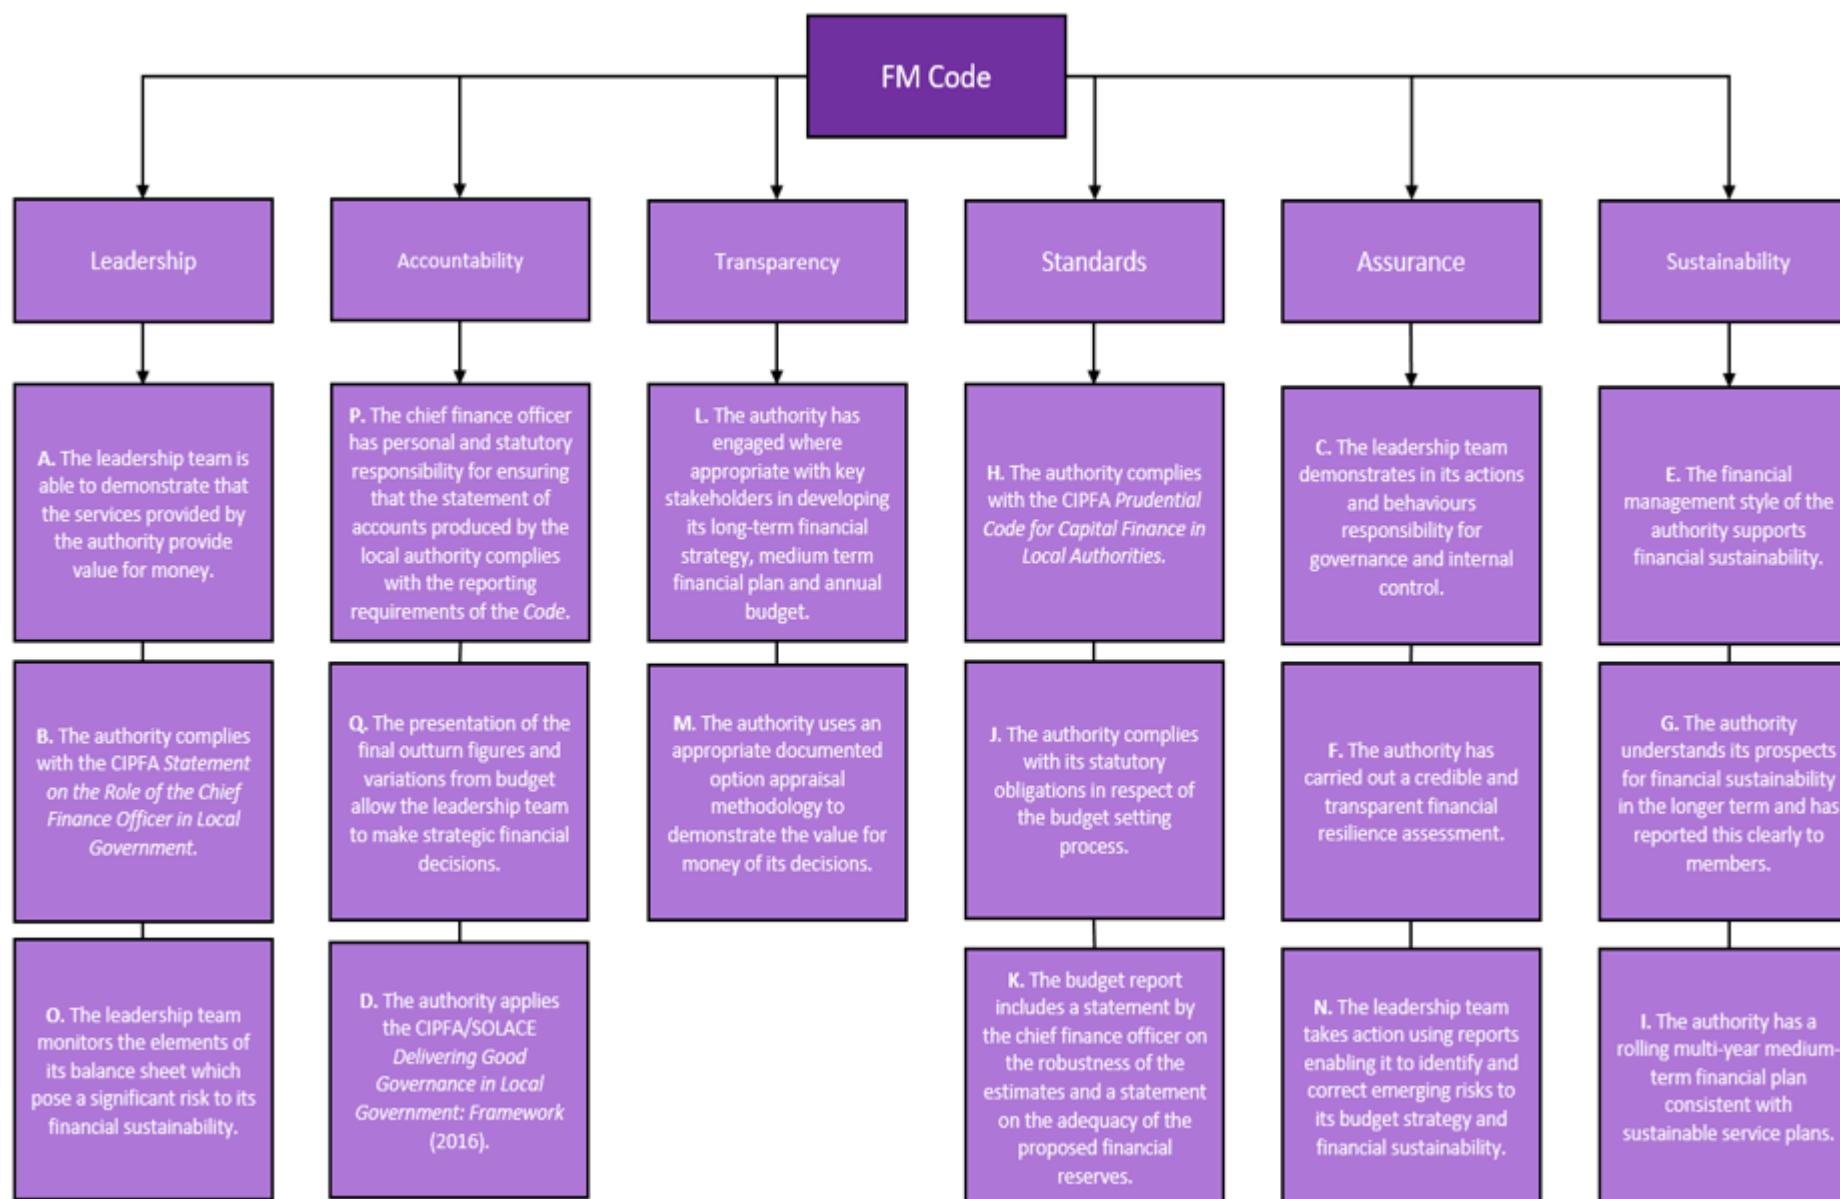 FM Code
Leadership
Accountability
Transparency
Standards
Assurance
Sustainability
A. The leadership team is
able to demonstrate that
the services provided by
the authority provide
value for money.
P. The chief finance officer
has personal and statutory
responsibility for ensuring
that the statement of
accounts produced by the
local authority complies
with the reporting
requirements of the Code.
L. The authority has
engaged where
appropriate with key
stakeholders in developing
its long-term financial
strategy, medium term
financial plan and annual
budget.
H. The authority complies
with the CIPFA Prudential
Code for Capital Finance in
Local Authorities.
C. The leadership team
demonstrates in its actions
and behaviours
responsibility for
governance and internal
control.
E. The financial
management style of the
authority supports
financial sustainability.
B. The authority complies
with the CIPFA Statement
on the Role of the Chief
Finance Officer in Local
Government.
Q. The presentation of the
final outturn figures and
variations from budget
allow the leadership team
to make strategic financial
decisions.
M. The authority uses an
appropriate documented
option appraisal
methodology to
demonstrate the value for
money of its decisions.
J. The authority complies
with its statutory
obligations in respect of
the budget setting
process.
F. The authority has
carried out a credible and
transparent financial
resilience assessment.
G. The authority
understands its prospects
for financial sustainability
in the longer term and has
reported this clearly to
members.
O. The leadership team
monitors the elements of
its balance sheet which
pose a significant risk to its
financial sustainability.
D. The authority applies
the CIPFA/SOLACE
Delivering Good
Governance in Local
Government: Framework
(2016).
K. The budget report
includes a statement by
the chief finance officer on
the robustness of the
estimates and a statement
on the adequacy of the
proposed financial
reserves.
N. The leadership team
takes action using reports
enabling it to identify and
correct emerging risks to
its budget strategy and
financial sustainability.
I. The authority has a
rolling multi-year medium-
term financial plan
consistent with
sustainable service plans.